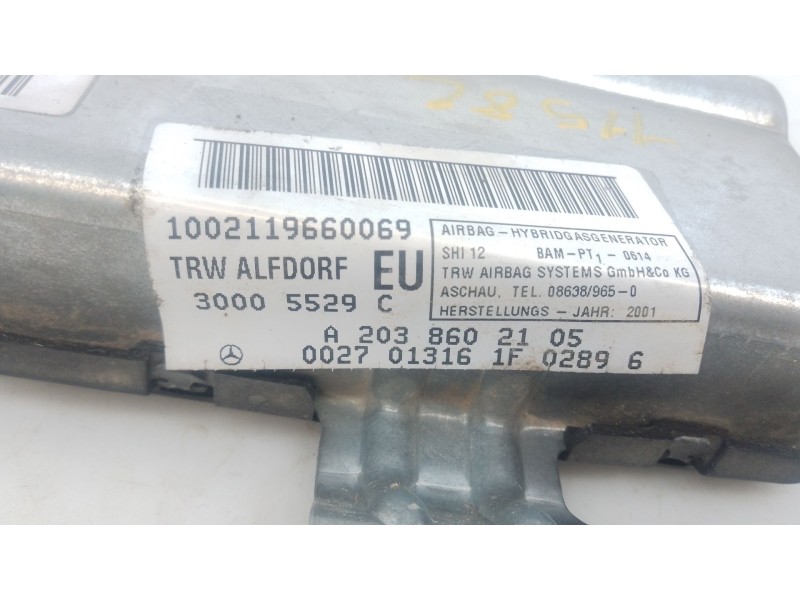 1002119660069
TRW ALFDORF EU
30005 5529 C
AIRBAG – HYBRIDGASGENERATOR
SHI 12 BAM-PT1 - 0614
TRW AIRBAG SYSTEMS GmbH&Co KG
ASCHAU, TEL. 08638/965-0
HERSTELLUNGS - JAHR: 2001
A 203 860 21 05
0027 01316 1F 0289 6